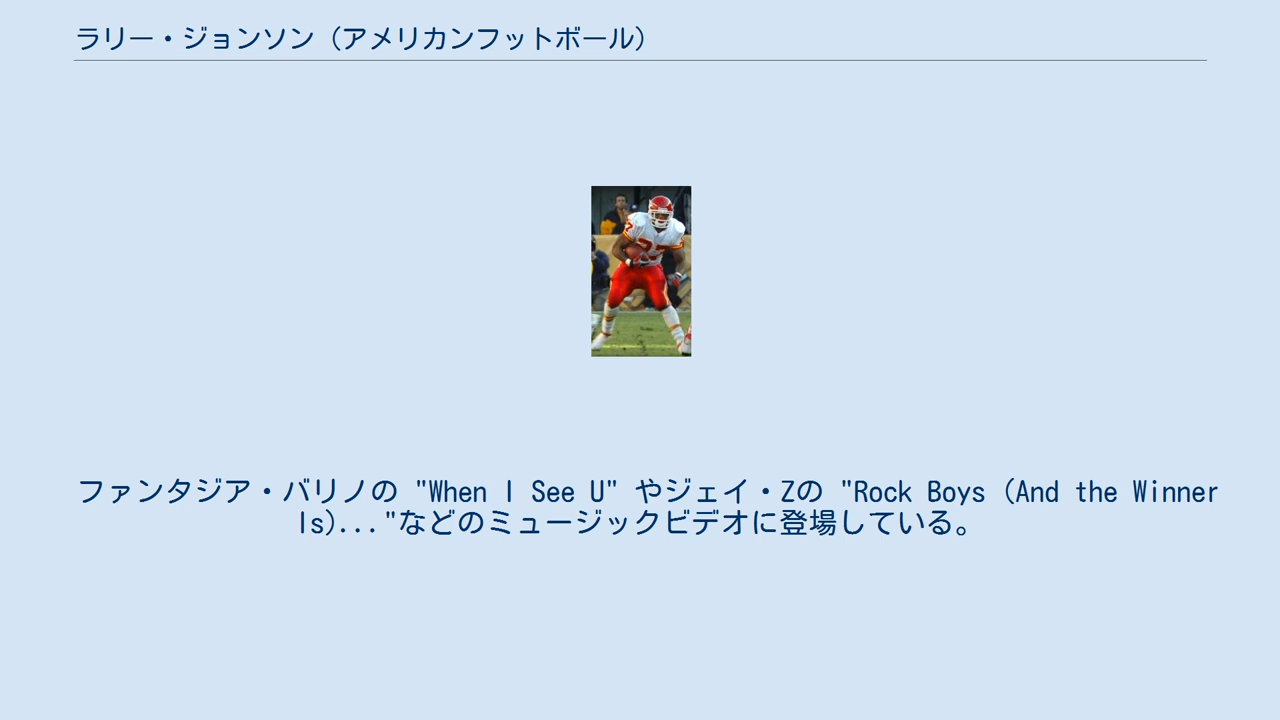 ラリー・ジョンソン（アメリカンフットボール）
ファンタジア・バリノの "When I See U" やジェイ・Zの "Rock Boys (And the Winner
Is)..."などのミュージックビデオに登場している。